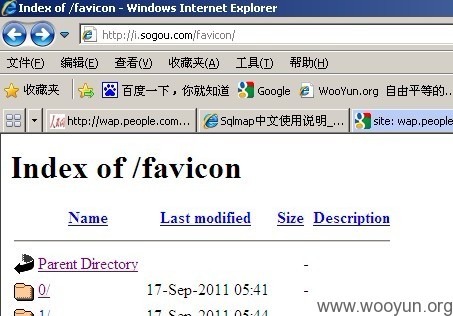 Index of /favicon - Windows Internet Explorer
http://i.sogou.com/favicon/
文件(F) 编辑(E) 查看(V) 收藏夹(A) 工具(T) 帮助(H)
收藏夹 百度一下，你就知道 Google WooYun.org 自由平等的...
http://wap.people.com... Sqlmap中文使用说明_... site: wap.people
Index of /favicon
Name Last modified Size Description
Parent Directory -
0/ 17-Sep-2011 05:41 -
1/ 17-Sep-2011 05:44 -
www.wooyun.org